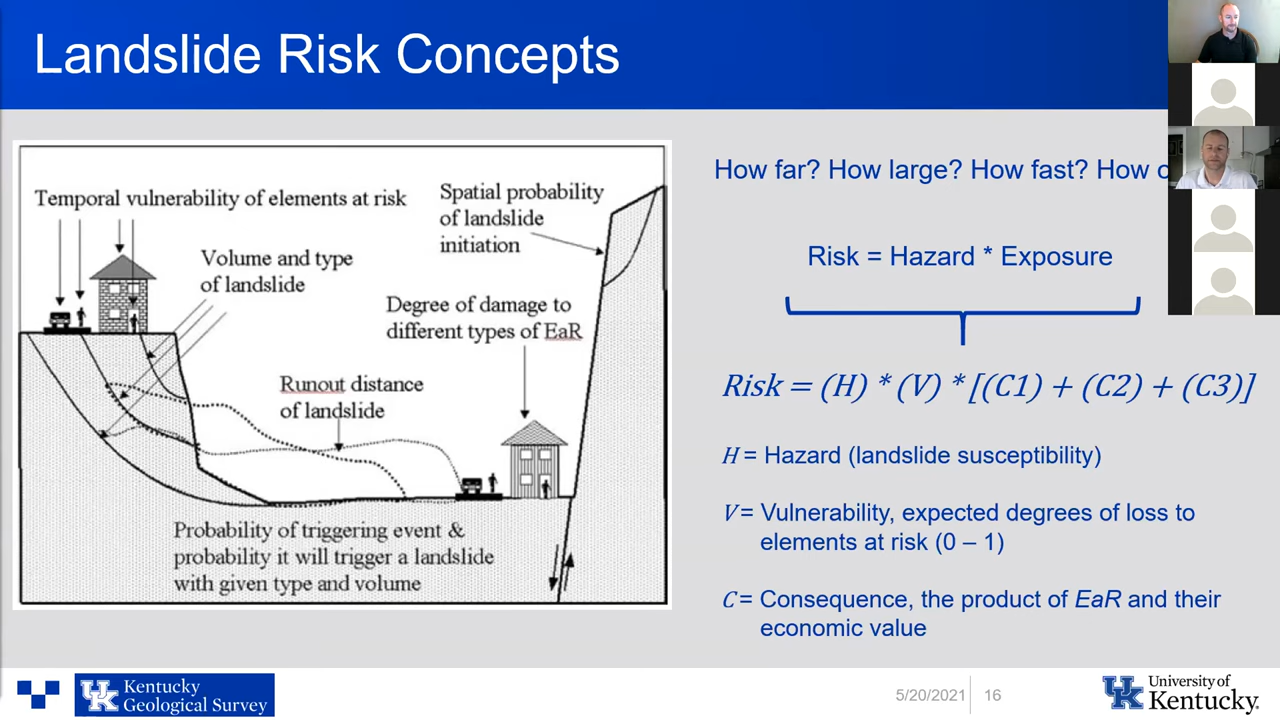 Landslide Risk Concepts
Temporal vulnerability of elements at risk
Volume and type
of landslide
Spatial probability
of landslide
initiation
Degree of damage to
different types of EaR
Runout distance
of landslide
Probability of triggering event &
probability it will trigger a landslide
with given type and volume
How far? How large? How fast? How
Risk = Hazard * Exposure
Risk = (H) * (V) * [(C1) + (C2) + (C3)]
H = Hazard (landslide susceptibility)
V = Vulnerability, expected degrees of loss to
elements at risk (0 – 1)
C = Consequence, the product of EaR and their
economic value
UK Kentucky
Geological Survey
5/20/2021 16
UK University of
Kentucky